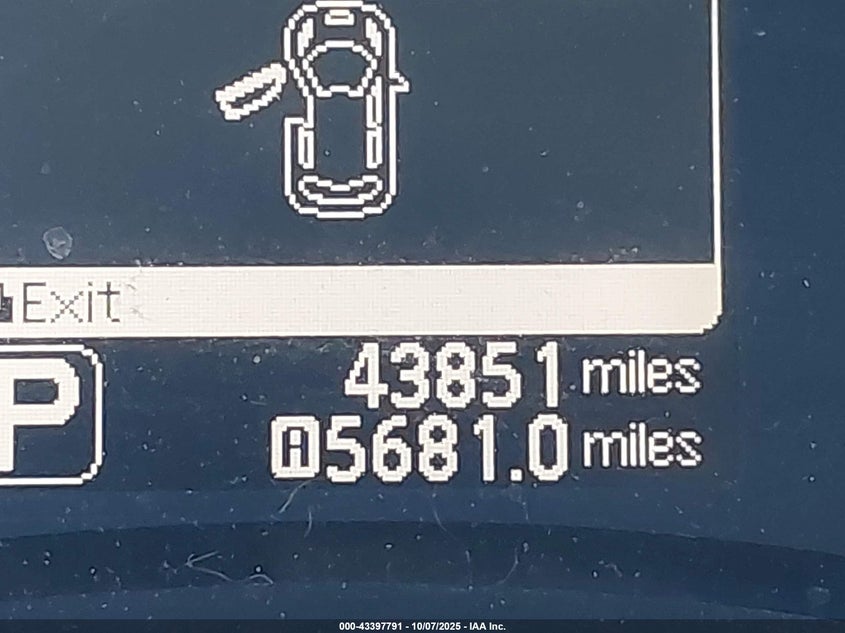 Exit
43851 miles
P
A5681.0 miles
000-43397791 - 10/07/2025 - IAA Inc.